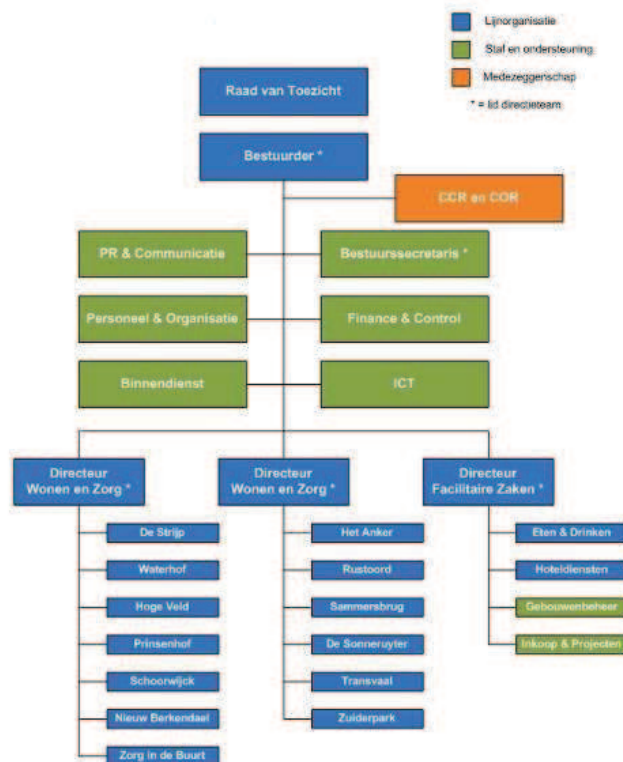 Lijnorganisatie
Staf en ondersteuning
Medezeggenschap
* = lid directieteam
Raad van Toezicht
Bestuurder *
CCR en COR
PR & Communicatie
Bestuurssecretaris *
Personeel & Organisatie
Finance & Control
Binnendienst
ICT
Directeur
Wonen en Zorg *
Directeur
Wonen en Zorg *
Directeur
Facilitaire Zaken *
De Strijp
Waterhof
Hoge Veld
Prinsenhof
Schoorwijck
Nieuw Berkendael
Zorg in de Buurt
Het Anker
Rustoord
Sammersbrug
De Sonneruyter
Transvaal
Zuiderpark
Eten & Drinken
Hoteldiensten
Gebouwenbeheer
Inkoop & Projecten